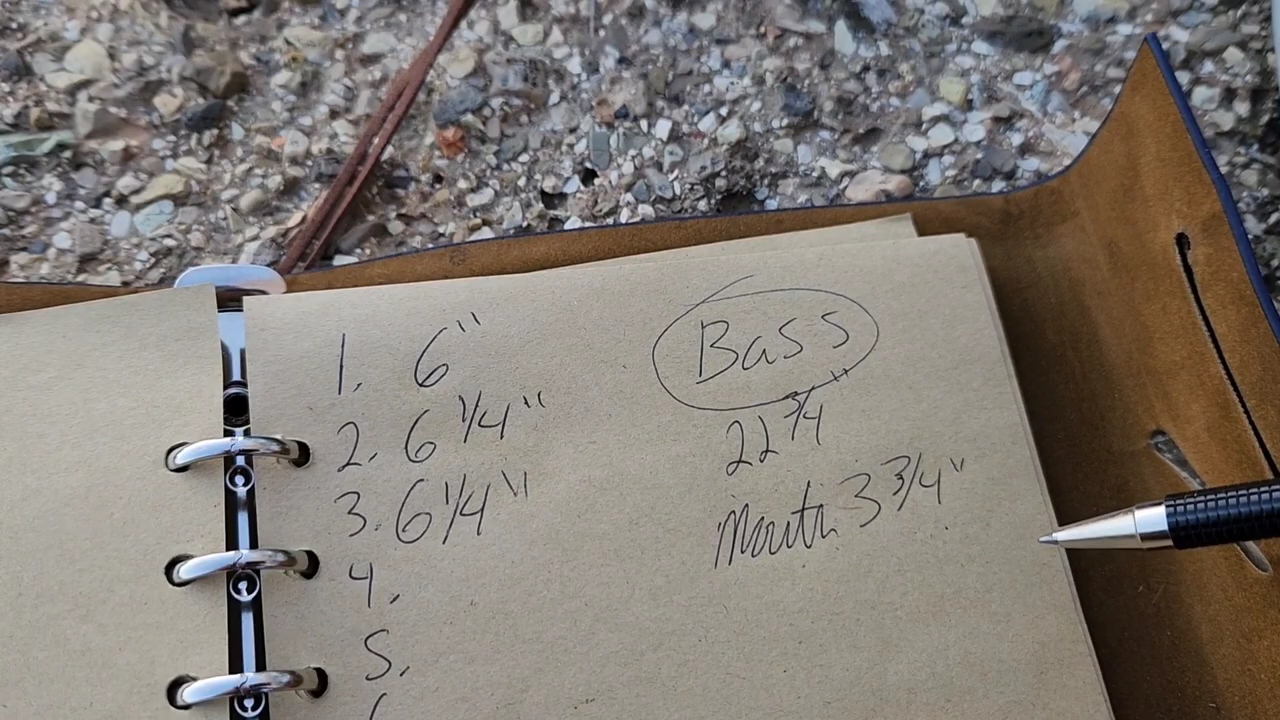 1. 6"
2. 6 1/4"
3. 6 1/4"
4.
5.
Bass
22 3/4"
Mouth 3 3/4"